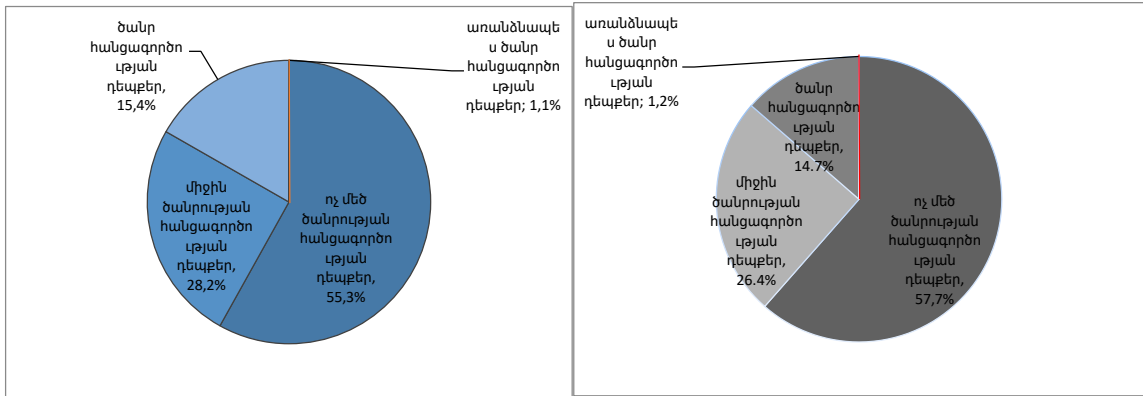 ծանր
հանցագործո
ւթյան
դեպքեր,
15,4%
առանձնապե
ս ծանր
հանցագործո
ւթյան
դեպքեր; 1,1%
միջին
ծանրության
հանցագործո
ւթյան
դեպքեր,
28,2%
ոչ մեծ
ծանրության
հանցագործո
ւթյան
դեպքեր,
55,3%
առանձնապե
ս ծանր
հանցագործո
ւթյան
դեպքեր; 1,2%
ծանր
հանցագործո
ւթյան
դեպքեր,
14.7%
միջին
ծանրության
հանցագործո
ւթյան
դեպքեր,
26.4%
ոչ մեծ
ծանրության
հանցագործո
ւթյան
դեպքեր,
57,7%